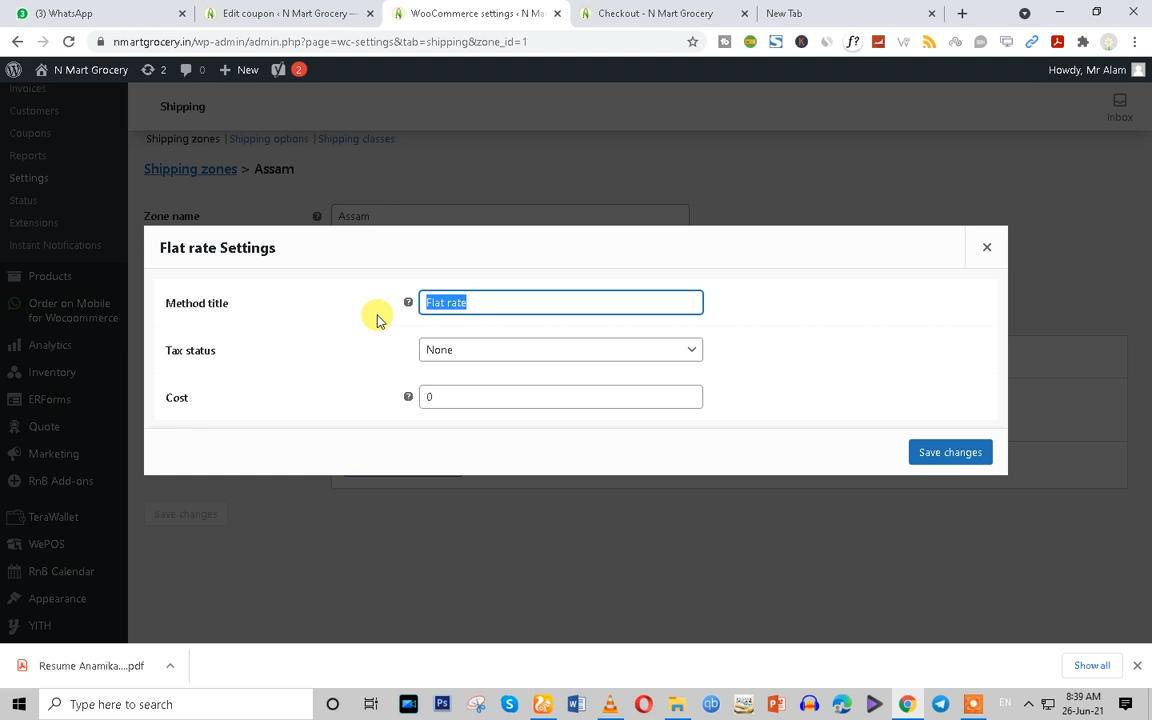 (3) WhatsApp
Edit coupon ‹ N Mart Grocery —
WooCommerce settings ‹ N Ma
Checkout - N Mart Grocery
New Tab
nmartgrocery.in/wp-admin/admin.php?page=wc-settings&tab=shipping&zone_id=1
N Mart Grocery
2
0
New
2
Howdy, Mr Alam
Invoices
Customers
Coupons
Reports
Settings
Status
Extensions
Instant Notifications
Products
Order on Mobile
for Wocoommerce
Analytics
Inventory
ERForms
Quote
Marketing
RnB Add-ons
TeraWallet
WePOS
RnB Calendar
Appearance
YITH
Shipping
Inbox
Shipping zones | Shipping options | Shipping classes
Shipping zones > Assam
Zone name
Assam
Flat rate Settings
Method title
Flat rate
Tax status
None
Cost
0
Save changes
Save changes
Resume Anamika....pdf
Show all
Type here to search
EN
8:39 AM
26-Jun-21